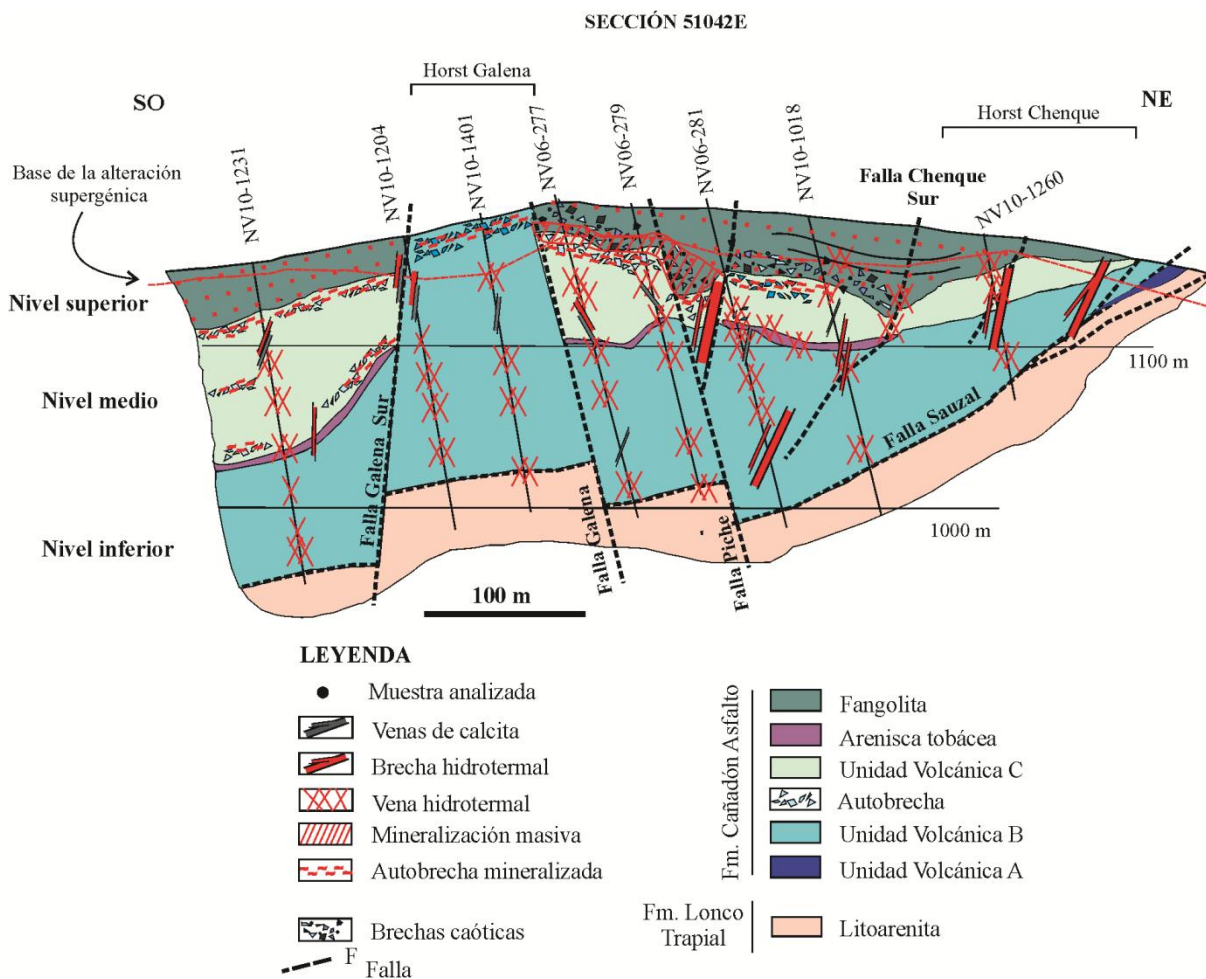 SECCIÓN 51042E
Horst Galena
SO
NE
Horst Chenque
NV10-1231
NV10-1204
NV10-1401
NV06-277
NV06-279
NV06-281
NV10-1018
Falla Chenque
Sur
NV10-1260
Base de la alteración
supergénica
Nivel superior
1100 m
Nivel medio
Falla Galena Sur
Falla Galena
Falla Piche
Falla Sauzal
1000 m
Nivel inferior
100 m
LEYENDA
Muestra analizada
Venas de calcita
Brecha hidrotermal
Vena hidrotermal
Mineralización masiva
Autobrecha mineralizada
Brechas caóticas
F
Falla
Fm. Cañadón Asfalto
Fangolita
Arenisca tobácea
Unidad Volcánica C
Autobrecha
Unidad Volcánica B
Unidad Volcánica A
Fm. Lonco
Trapial
Litoarenita